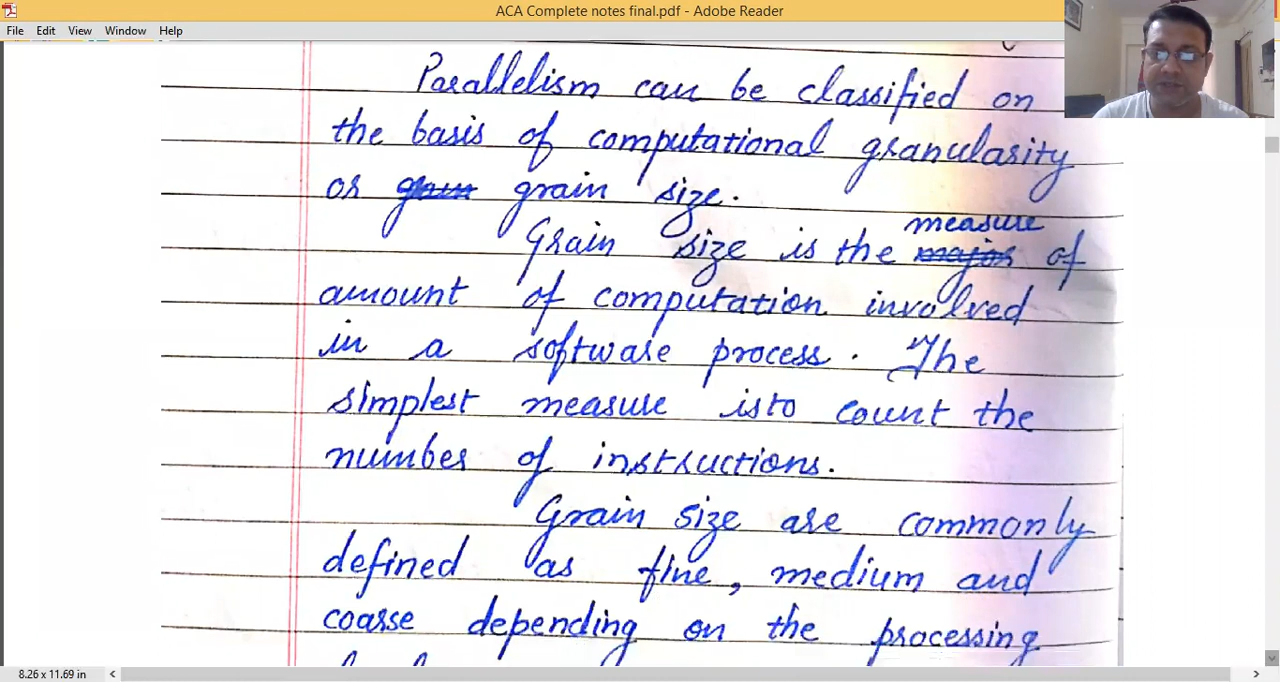 ACA Complete notes final.pdf - Adobe Reader
File Edit View Window Help
Parallelism can be classified on
the basis of computational granularity
or grain size.
measure
Grain size is the major of
amount of computation involved
in a software process. The
simplest measure is to count the
number of instructions.
Grain size are commonly
defined as fine, medium and
coarse depending on the processing
8.26 x 11.69 in